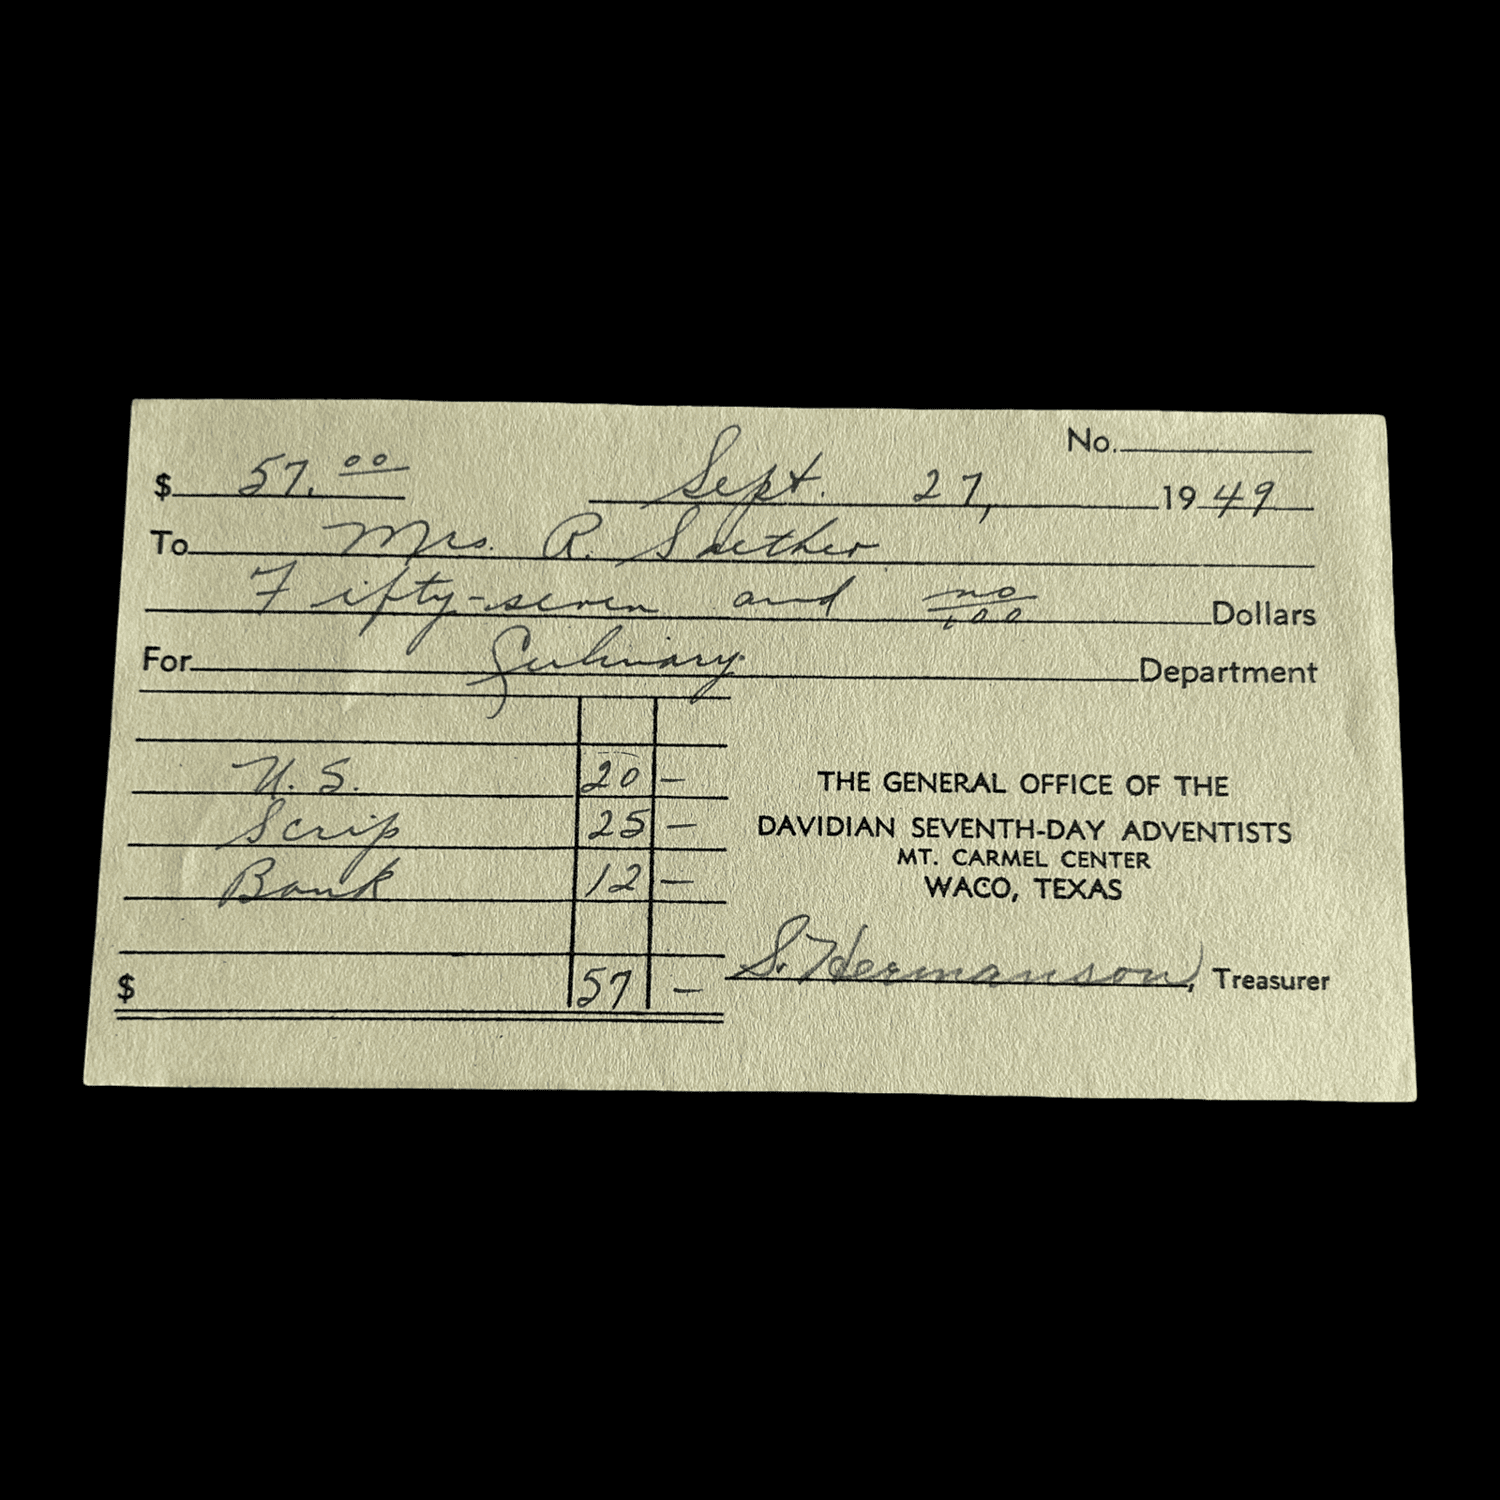 No.
$ 57.00 Sept. 27, 1949
To Mrs. R. Saether
Fifty-seven and no/100 Dollars
For Culinary Department
U.S. 20 —
Scrip 25 —
Bank 12 —
$ 57 —
THE GENERAL OFFICE OF THE
DAVIDIAN SEVENTH-DAY ADVENTISTS
MT. CARMEL CENTER
WACO, TEXAS
S. Hermanson, Treasurer